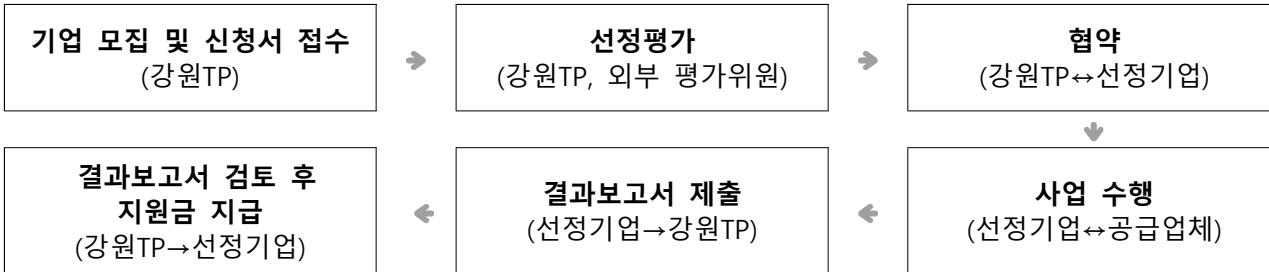 기업 모집 및 신청서 접수
(강원TP)
선정평가
(강원TP, 외부 평가위원)
협약
(강원TP↔선정기업)
사업 수행
(선정기업↔공급업체)
결과보고서 제출
(선정기업→강원TP)
결과보고서 검토 후
지원금 지급
(강원TP→선정기업)